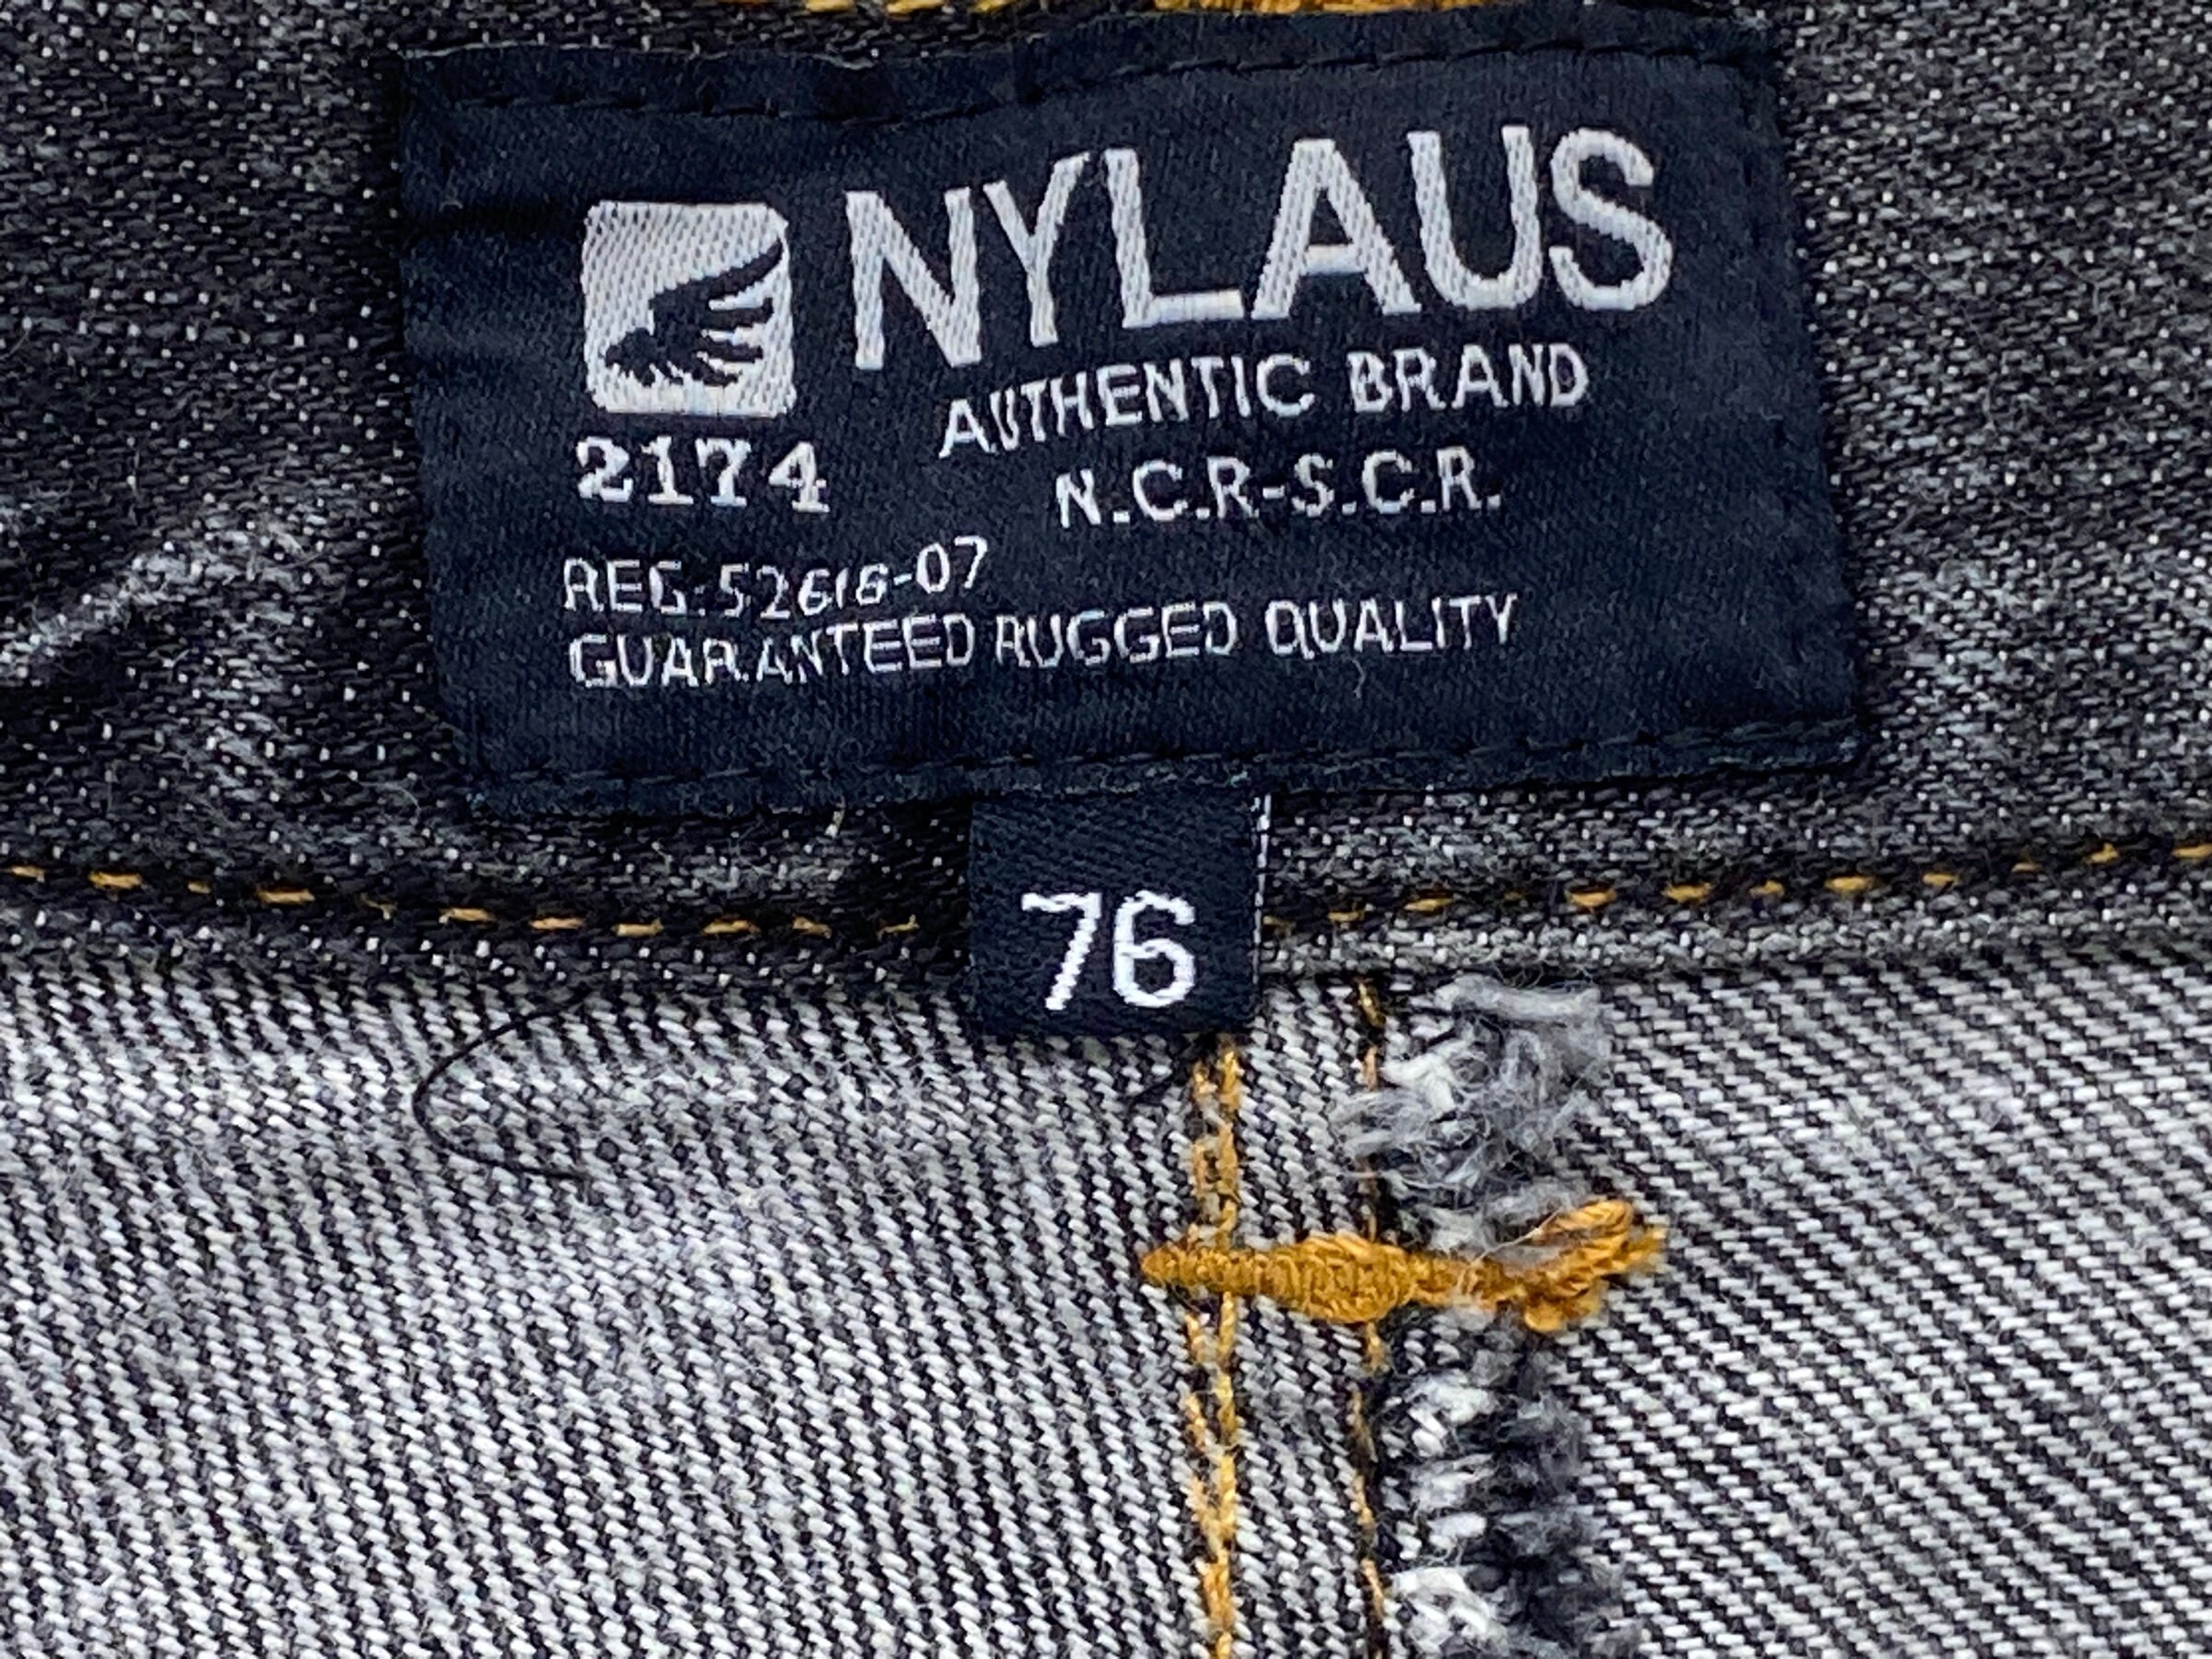 NYLAUS
AUTHENTIC BRAND
2174
N.C.R-S.C.R.
REG:52616-07
GUARANTEED RUGGED QUALITY
76